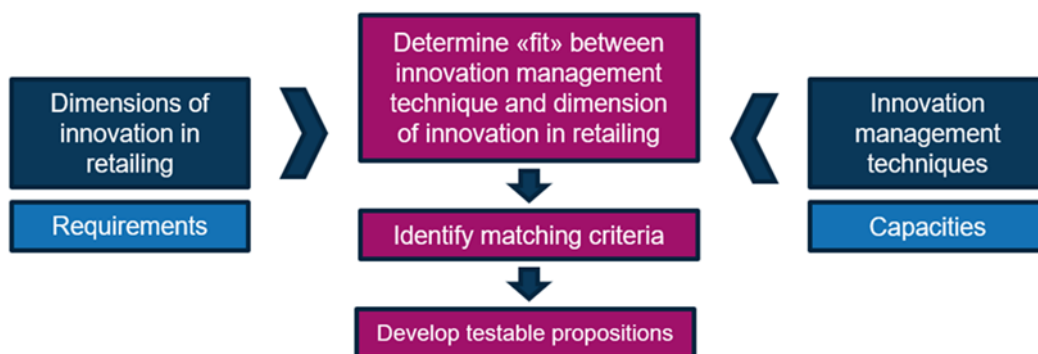 Dimensions of
innovation in
retailing
Requirements
Determine «fit» between
innovation management
technique and dimension
of innovation in retailing
Identify matching criteria
Develop testable propositions
Innovation
management
techniques
Capacities